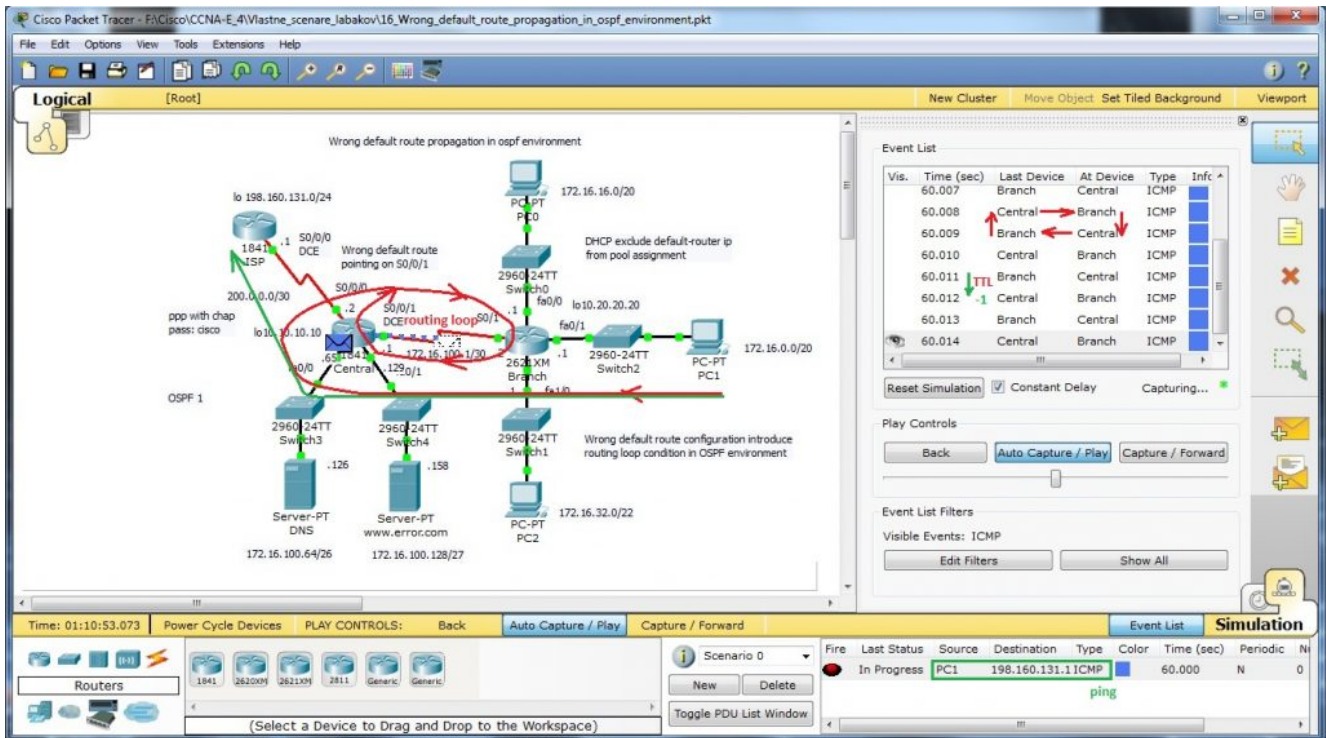 Cisco Packet Tracer - F:\Cisco\CCNA-E_4\Vlastne_scenare_labakov\16_Wrong_default_route_propagation_in_ospf_environment.pkt
File Edit Options View Tools Extensions Help
Logical [Root] New Cluster Move Object Set Tiled Background Viewport
Wrong default route propagation in ospf environment
lo 198.160.131.0/24
1841
ISP
.1 S0/0/0
DCE
Wrong default route
pointing on S0/0/1
PC-PT
PC0
172.16.16.0/20
DHCP exclude default-router ip
from pool assignment
2960-24TT
Switch0
200.0.0.0/30
S0/0/0
.2
S0/0/1
DCE
routing loop
S0/1
.1 fa0/0
lo10.20.20.20
fa0/1
ppp with chap
pass: cisco
lo10.10.10.10
.1
172.16.100.1/30
1841
Central
.65
fa0/0
.129
2621XM
Branch
.1
2960-24TT
Switch2
PC-PT
PC1
172.16.0.0/20
.1 fa1/0
OSPF 1
2960-24TT
Switch3
2960-24TT
Switch4
2960-24TT
Switch1
Wrong default route configuration introduce
routing loop condition in OSPF environment
.126
.158
Server-PT
DNS
Server-PT
www.error.com
PC-PT
PC2
172.16.32.0/22
172.16.100.64/26
172.16.100.128/27
Event List
Vis. Time (sec) Last Device At Device Type Info
60.007 Branch Central ICMP
60.008 Central Branch ICMP
60.009 Branch Central ICMP
60.010 Central Branch ICMP
60.011 Branch Central ICMP
TTL
60.012 Central Branch ICMP
-1
60.013 Branch Central ICMP
60.014 Central Branch ICMP
Reset Simulation Constant Delay Capturing...
Play Controls
Back Auto Capture / Play Capture / Forward
Event List Filters
Visible Events: ICMP
Edit Filters Show All
Time: 01:10:53.073 Power Cycle Devices PLAY CONTROLS: Back Auto Capture / Play Capture / Forward Event List Simulation
Routers
1841 2620XM 2621XM 2811 Generic Generic
(Select a Device to Drag and Drop to the Workspace)
Scenario 0
New Delete
Toggle PDU List Window
Fire Last Status Source Destination Type Color Time (sec) Periodic
In Progress PC1 198.160.131.1 ICMP 60.000 N 0
ping